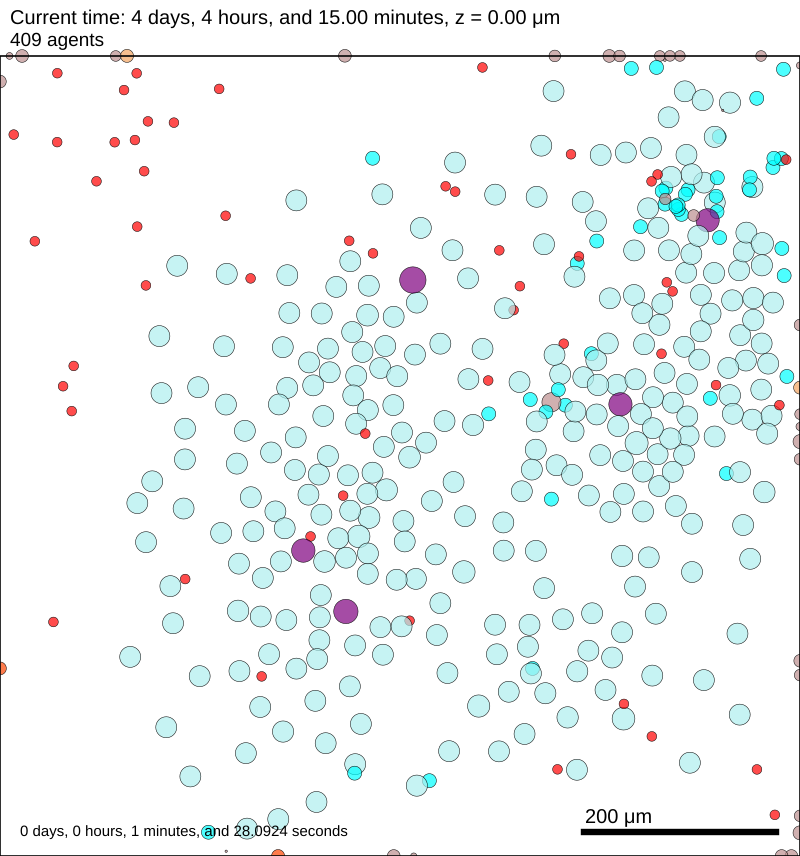 Current time: 4 days, 4 hours, and 15.00 minutes, z = 0.00 μm
409 agents
200 μm
0 days, 0 hours, 1 minutes, and 28.0924 seconds